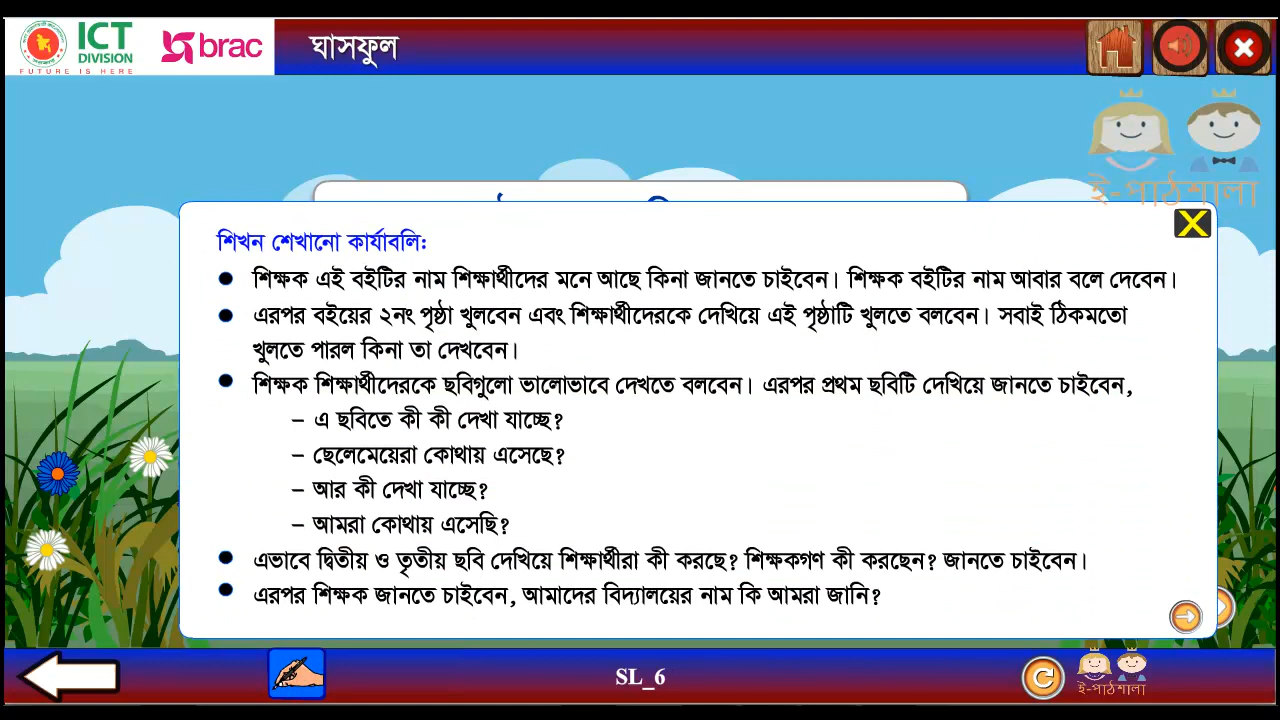 ICT
DIVISION
FUTURE IS HERE
brac
ঘাসফুল
ই-পাঠশালা
শিখন শেখানো কার্যাবলি:
● শিক্ষক এই বইটির নাম শিক্ষার্থীদের মনে আছে কিনা জানতে চাইবেন। শিক্ষক বইটির নাম আবার বলে দেবেন।
● এরপর বইয়ের ২নং পৃষ্ঠা খুলবেন এবং শিক্ষার্থীদেরকে দেখিয়ে এই পৃষ্ঠাটি খুলতে বলবেন। সবাই ঠিকমতো
খুলতে পারল কিনা তা দেখবেন।
● শিক্ষক শিক্ষার্থীদেরকে ছবিগুলো ভালোভাবে দেখতে বলবেন। এরপর প্রথম ছবিটি দেখিয়ে জানতে চাইবেন,
– এ ছবিতে কী কী দেখা যাচ্ছে?
– ছেলেমেয়েরা কোথায় এসেছে?
– আর কী দেখা যাচ্ছে?
– আমরা কোথায় এসেছি?
● এভাবে দ্বিতীয় ও তৃতীয় ছবি দেখিয়ে শিক্ষার্থীরা কী করছে? শিক্ষকগণ কী করছেন? জানতে চাইবেন।
● এরপর শিক্ষক জানতে চাইবেন, আমাদের বিদ্যালয়ের নাম কি আমরা জানি?
SL_6
ই-পাঠশালা